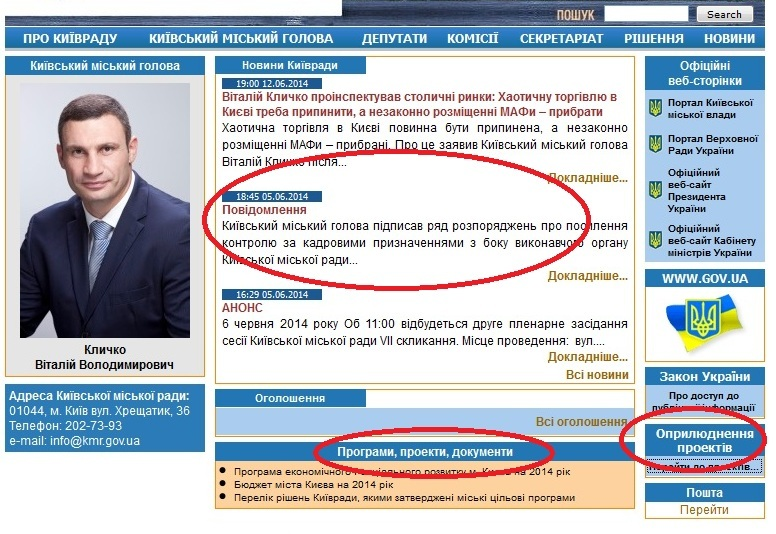 ПОШУК
Search
ПРО КИЇВРАДУ КИЇВСЬКИЙ МІСЬКИЙ ГОЛОВА ДЕПУТАТИ КОМІСІЇ СЕКРЕТАРІАТ РІШЕННЯ НОВИНИ
Київський міський голова
Кличко
Віталій Володимирович
Адреса Київської міської ради:
01044, м. Київ вул. Хрещатик, 36
Телефон: 202-73-93
e-mail: info@kmr.gov.ua
Новини Київради
19:00 12.06.2014
Віталій Кличко проінспектував столичні ринки: Хаотичну торгівлю в
Києві треба припинити, а незаконно розміщенні МАФи – прибрати
Хаотична торгівля в Києві повинна бути припинена, а незаконно
розміщенні МАФи – прибрані. Про це заявив Київський міський голова
Віталій Кличко після...
Докладніше...
18:45 05.06.2014
Повідомлення
Київський міський голова підписав ряд розпоряджень про посилення
контролю за кадровими призначеннями з боку виконавчого органу
Київської міської ради...
Докладніше...
16:29 05.06.2014
АНОНС
6 червня 2014 року Об 11:00 відбудеться друге пленарне засідання
сесії Київської міської ради VII скликання. Місце проведення: вул....
Докладніше...
Всі новини
Оголошення
Всі оголошення
Програми, проекти, документи
Програма економічного і соціального розвитку м. Києва на 2014 рік
Бюджет міста Києва на 2014 рік
Перелік рішень Київради, якими затверджені міські цільові програми
Офіційні
веб-сторінки
Портал Київської
міської влади
Портал Верховної
Ради України
Офіційний
веб-сайт
Президента
України
Офіційний
веб-сайт Кабінету
міністрів України
WWW.GOV.UA
Закон України
Про доступ до
публічної інформації
Оприлюднення
проектів
Перейти до проектів...
Пошта
Перейти